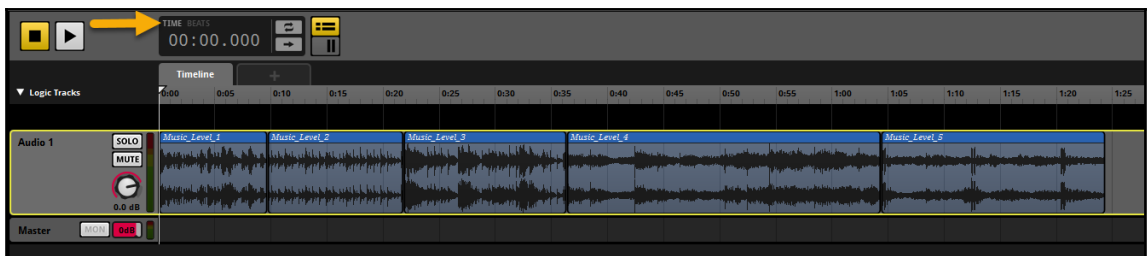 TIME BEATS
00:00.000
Timeline +
▼ Logic Tracks 0:00 0:05 0:10 0:15 0:20 0:25 0:30 0:35 0:40 0:45 0:50 0:55 1:00 1:05 1:10 1:15 1:20 1:25
Audio 1 SOLO Music_Level_1 Music_Level_2 Music_Level_3 Music_Level_4 Music_Level_5
MUTE
0.0 dB
Master MON 0dB